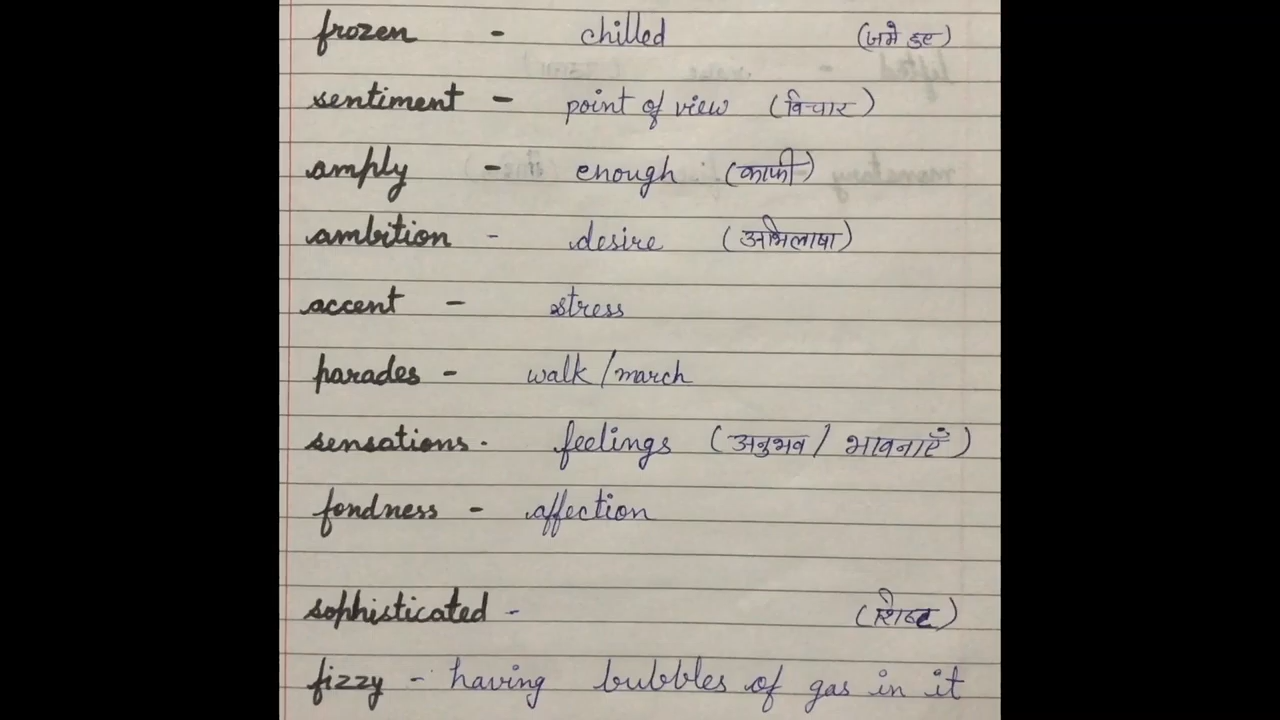 frozen - chilled (जमे हुए)
sentiment - point of view (विचार)
amply - enough (काफी)
ambition - desire (अभिलाषा)
accent - stress
parades - walk/march
sensations - feelings (अनुभव/ भावनाएँ)
fondness - affection
sophisticated - (शिष्ट)
fizzy - having bubbles of gas in it